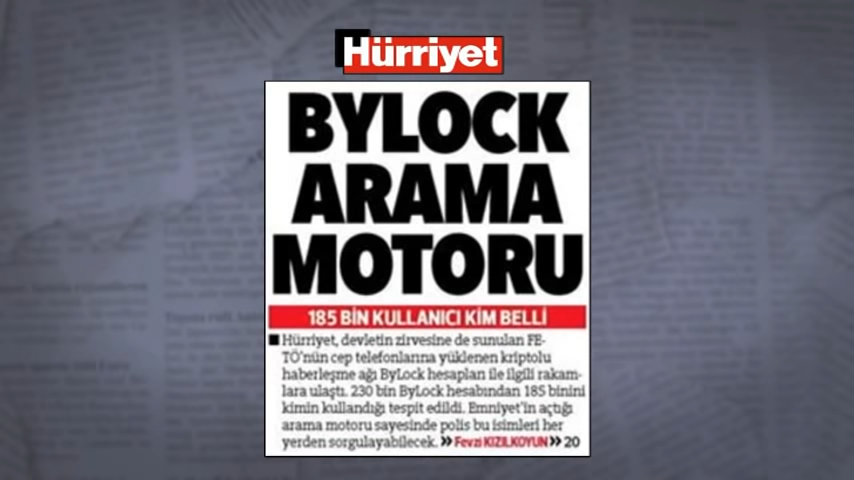 Hürriyet
BYLOCK
ARAMA
MOTORU
185 BİN KULLANICI KİM BELLİ
Hürriyet, devletin zirvesine de sunulan FE-
TÖ'nün cep telefonlarına yüklenen kriptolu
haberleşme ağı ByLock hesapları ile ilgili rakam-
lara ulaştı. 230 bin ByLock hesabından 185 binini
kimin kullandığı tespit edildi. Emniyet'in açtığı
arama motoru sayesinde polis bu isimleri her
yerden sorgulayabilecek. » Fevzi KIZILKOYUN » 20